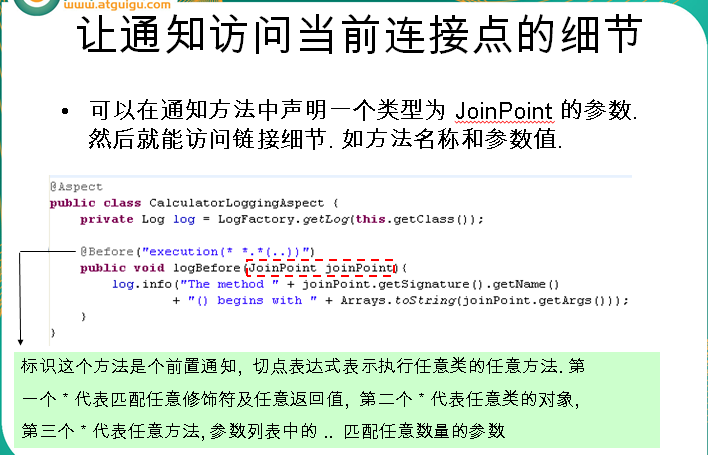 www.atguigu.com
让通知访问当前连接点的细节
• 可以在通知方法中声明一个类型为 JoinPoint 的参数.
然后就能访问链接细节. 如方法名称和参数值.
@Aspect
public class CalculatorLoggingAspect {
private Log log = LogFactory.getLog(this.getClass());
@Before("execution(* *.*(..))")
public void logBefore(JoinPoint joinPoint){
log.info("The method " + joinPoint.getSignature().getName()
+ "() begins with " + Arrays.toString(joinPoint.getArgs()));
}
}
标识这个方法是个前置通知, 切点表达式表示执行任意类的任意方法. 第
一个 * 代表匹配任意修饰符及任意返回值, 第二个 * 代表任意类的对象,
第三个 * 代表任意方法, 参数列表中的 .. 匹配任意数量的参数